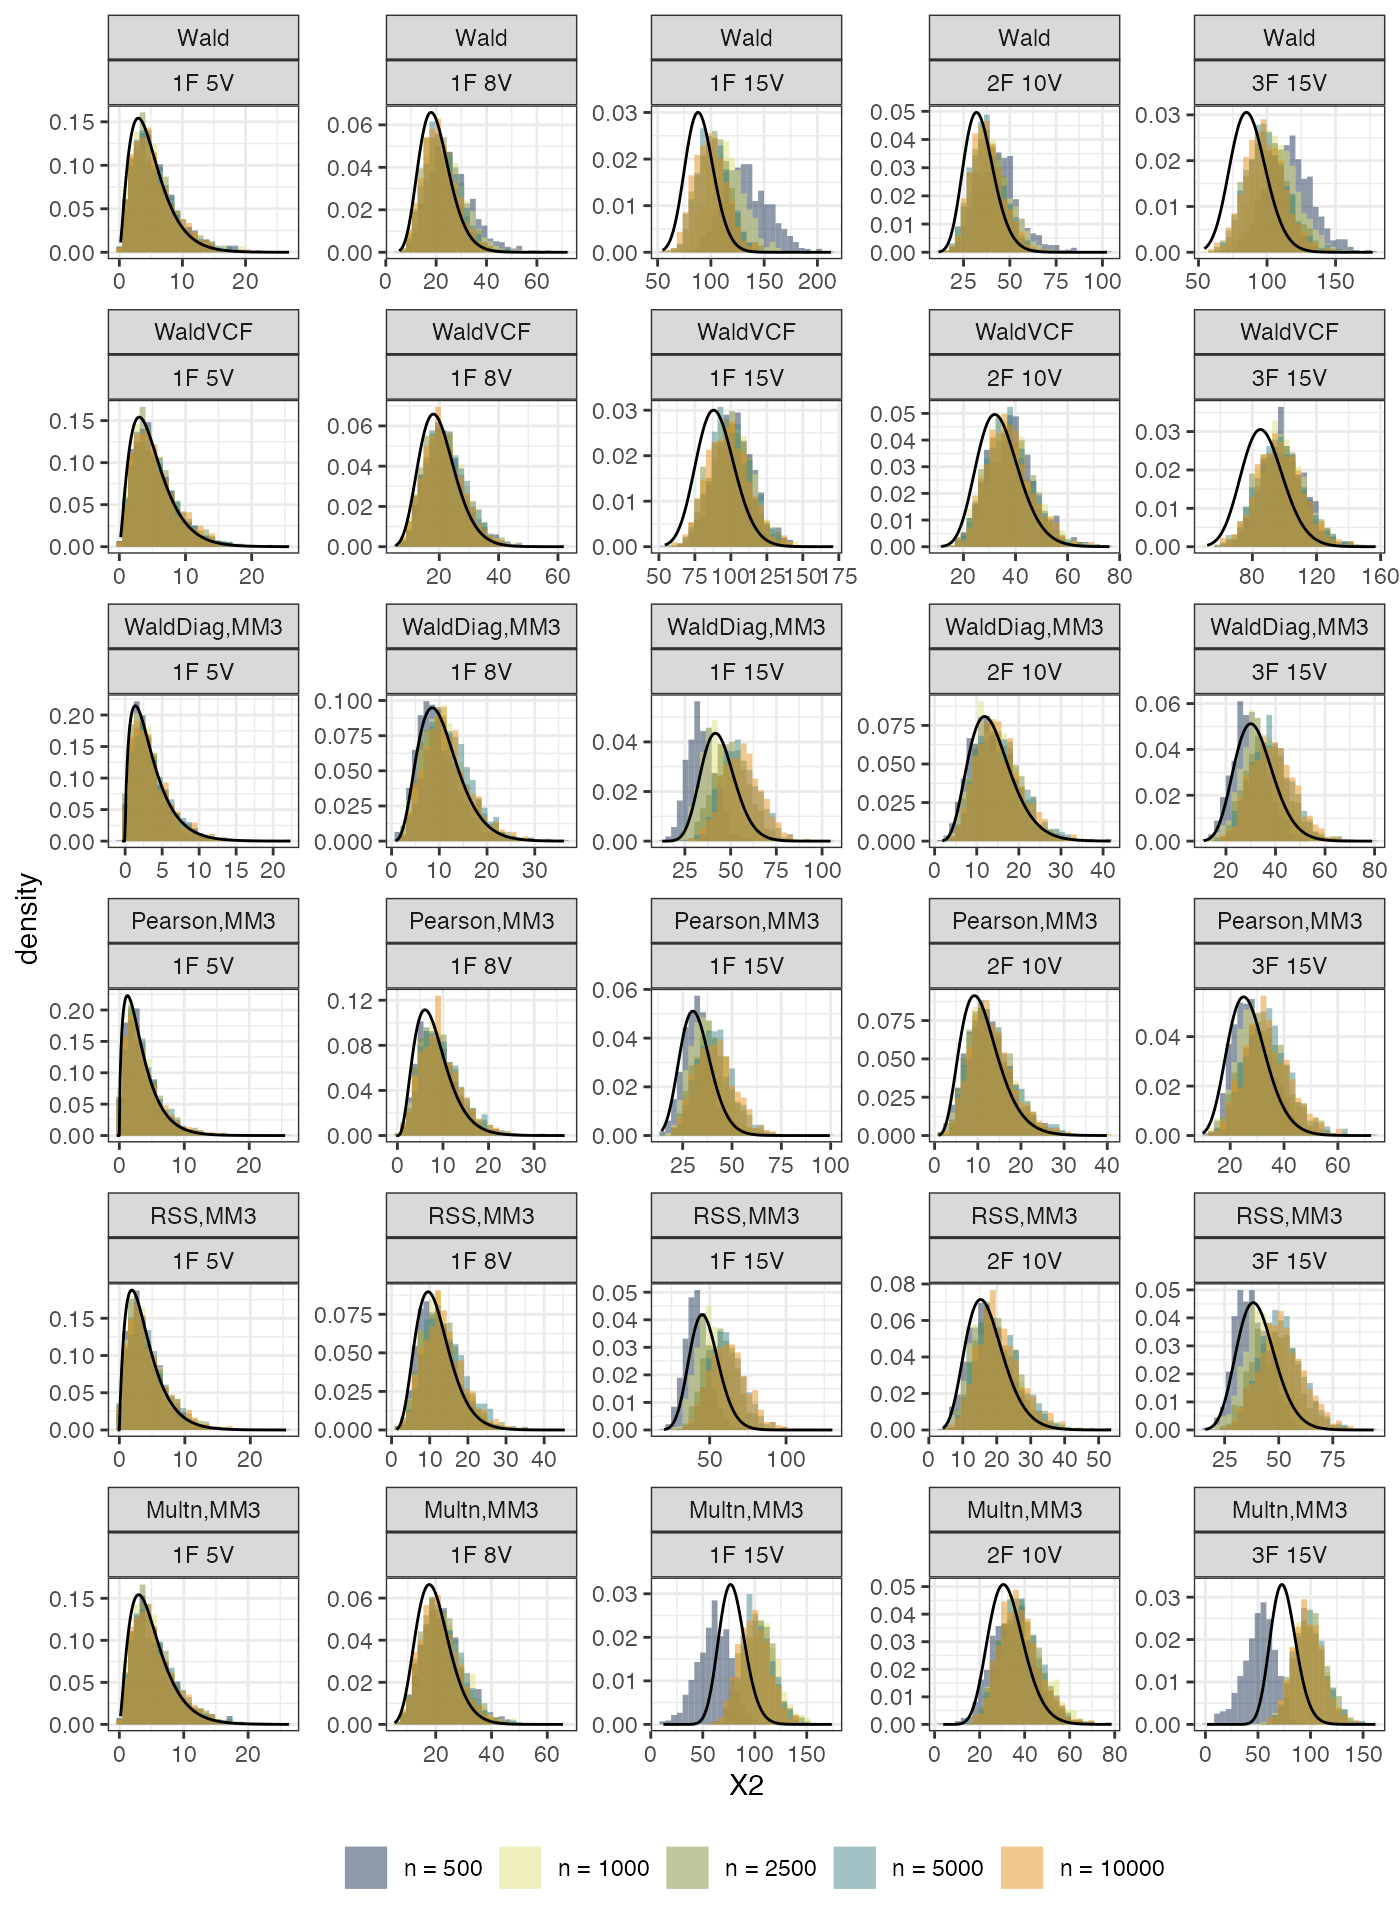 Wald Wald Wald Wald Wald
1F 5V 1F 8V 1F 15V 2F 10V 3F 15V
0.15 0.10 0.05 0.00
0.06 0.04 0.02 0.00
0.03 0.02 0.01 0.00
0.05 0.04 0.03 0.02 0.01 0.00
0.03 0.02 0.01 0.00
0 10 20 0 20 40 60 50 100 150 200 25 50 75 100 50 100 150
WaldVCF WaldVCF WaldVCF WaldVCF WaldVCF
1F 5V 1F 8V 1F 15V 2F 10V 3F 15V
0.15 0.10 0.05 0.00
0.06 0.04 0.02 0.00
0.03 0.02 0.01 0.00
0.05 0.04 0.03 0.02 0.01 0.00
0.03 0.02 0.01 0.00
0 10 20 20 40 60 50 75 100 125 150 175 20 40 60 80 80 120 160
WaldDiag,MM3 WaldDiag,MM3 WaldDiag,MM3 WaldDiag,MM3 WaldDiag,MM3
1F 5V 1F 8V 1F 15V 2F 10V 3F 15V
0.20 0.15 0.10 0.05 0.00
0.100 0.075 0.050 0.025 0.000
0.04 0.02 0.00
0.075 0.050 0.025 0.000
0.06 0.04 0.02 0.00
0 5 10 15 20 0 10 20 30 25 50 75 100 0 10 20 30 40 20 40 60 80
density
Pearson,MM3 Pearson,MM3 Pearson,MM3 Pearson,MM3 Pearson,MM3
1F 5V 1F 8V 1F 15V 2F 10V 3F 15V
0.20 0.15 0.10 0.05 0.00
0.12 0.08 0.04 0.00
0.06 0.04 0.02 0.00
0.075 0.050 0.025 0.000
0.04 0.02 0.00
0 10 20 0 10 20 30 25 50 75 100 0 10 20 30 40 20 40 60
RSS,MM3 RSS,MM3 RSS,MM3 RSS,MM3 RSS,MM3
1F 5V 1F 8V 1F 15V 2F 10V 3F 15V
0.15 0.10 0.05 0.00
0.075 0.050 0.025 0.000
0.05 0.04 0.03 0.02 0.01 0.00
0.08 0.06 0.04 0.02 0.00
0.05 0.04 0.03 0.02 0.01 0.00
0 10 20 0 10 20 30 40 50 100 0 10 20 30 40 50 25 50 75
Multn,MM3 Multn,MM3 Multn,MM3 Multn,MM3 Multn,MM3
1F 5V 1F 8V 1F 15V 2F 10V 3F 15V
0.15 0.10 0.05 0.00
0.06 0.04 0.02 0.00
0.03 0.02 0.01 0.00
0.05 0.04 0.03 0.02 0.01 0.00
0.03 0.02 0.01 0.00
0 10 20 20 40 60 0 50 100 150 0 20 40 60 80 0 50 100 150
X2
n = 500 n = 1000 n = 2500 n = 5000 n = 10000